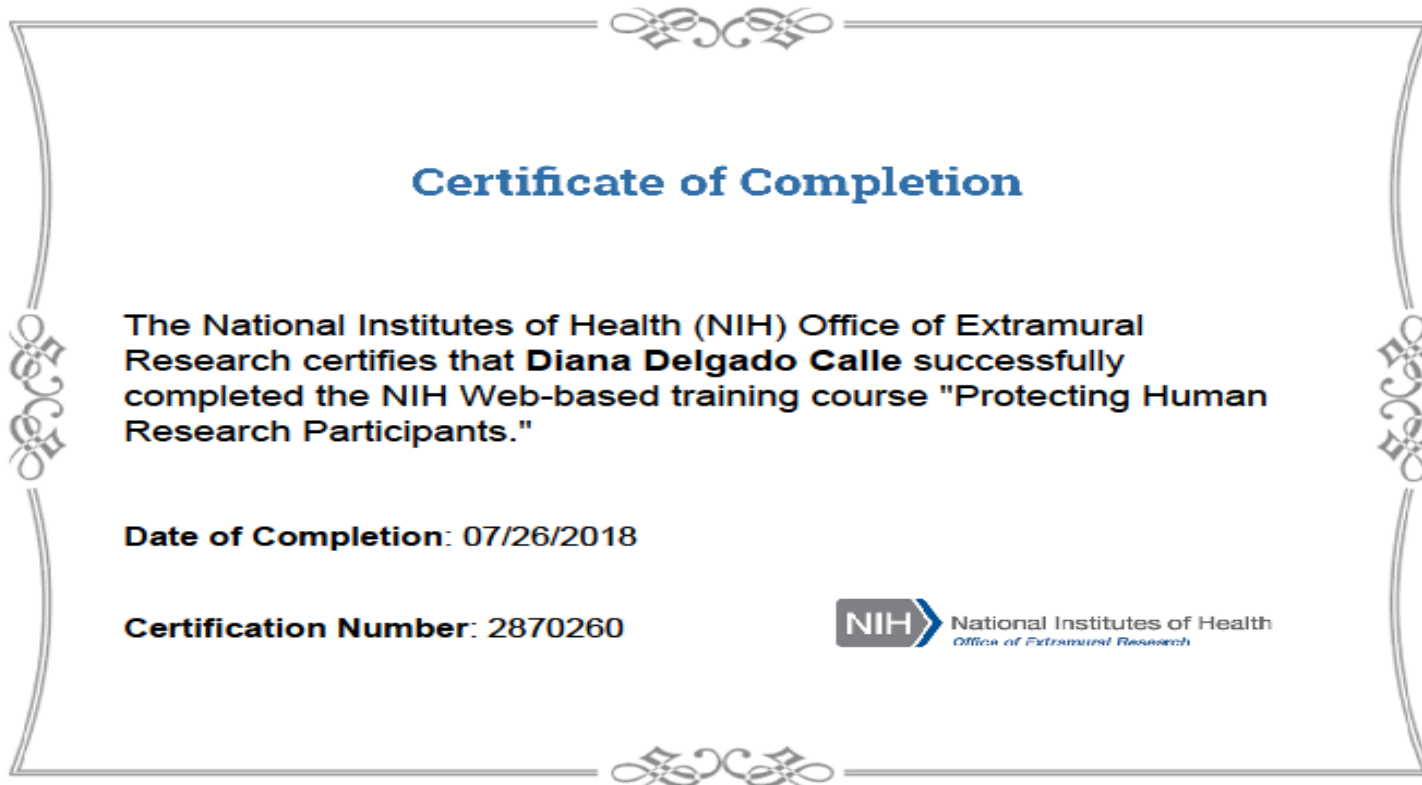 Certificate of Completion
The National Institutes of Health (NIH) Office of Extramural
Research certifies that Diana Delgado Calle successfully
completed the NIH Web-based training course "Protecting Human
Research Participants."
Date of Completion: 07/26/2018
Certification Number: 2870260
NIH National Institutes of Health
Office of Extramural Research